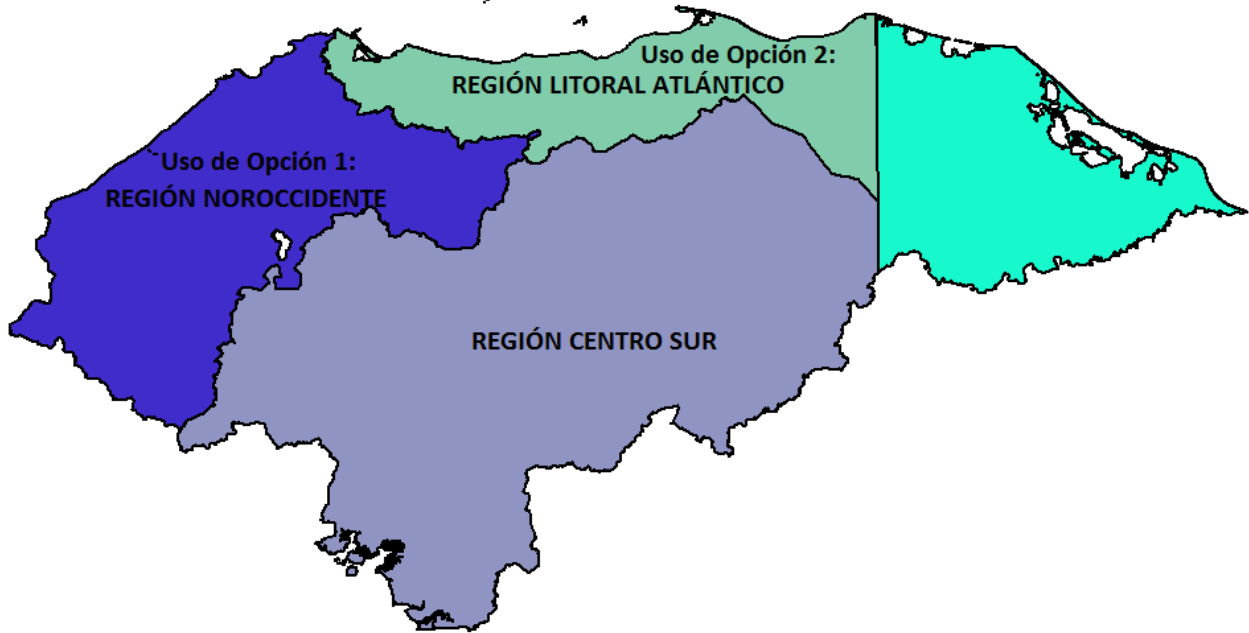 Uso de Opción 2:
REGIÓN LITORAL ATLÁNTICO
Uso de Opción 1:
REGIÓN NOROCCIDENTE
REGIÓN CENTRO SUR